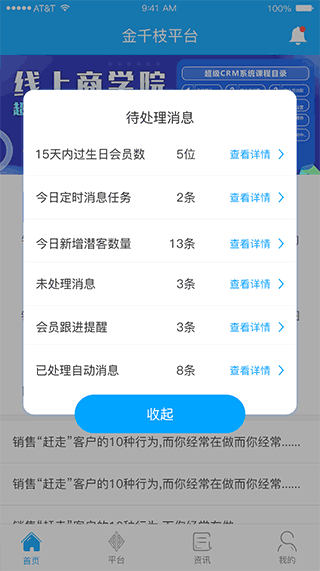 AT&T 9:41 AM 100%
金千枝平台
线上商学院
超级CRM系统课程目录
待处理消息
15天内过生日会员数 5位 查看详情
今日定时消息任务 2条 查看详情
今日新增潜客数量 13条 查看详情
未处理消息 3条 查看详情
会员跟进提醒 3条 查看详情
已处理自动消息 8条 查看详情
收起
销售“赶走”客户的10种行为,而你经常在做而你经常......
销售“赶走”客户的10种行为,而你经常在做而你经常......
首页 平台 资讯 我的